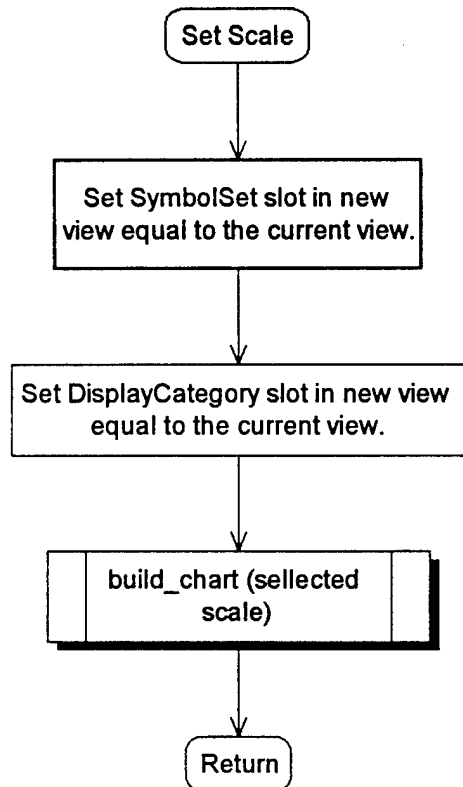 Set Scale
Set SymbolSet slot in new
view equal to the current view.
Set DisplayCategory slot in new view
equal to the current view.
build_chart (sellected
scale)
Return